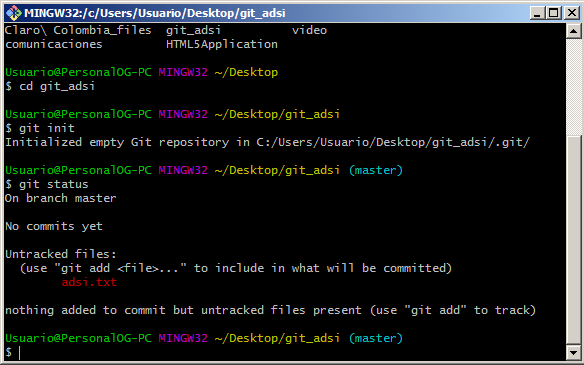 MINGW32:/c/Users/Usuario/Desktop/git_adsi
Claro\ Colombia_files  git_adsi          video
comunicaciones         HTML5Application
Usuario@PersonalOG-PC MINGW32 ~/Desktop
$ cd git_adsi
Usuario@PersonalOG-PC MINGW32 ~/Desktop/git_adsi
$ git init
Initialized empty Git repository in C:/Users/Usuario/Desktop/git_adsi/.git/
Usuario@PersonalOG-PC MINGW32 ~/Desktop/git_adsi (master)
$ git status
On branch master
No commits yet
Untracked files:
  (use "git add <file>..." to include in what will be committed)
        adsi.txt
nothing added to commit but untracked files present (use "git add" to track)
Usuario@PersonalOG-PC MINGW32 ~/Desktop/git_adsi (master)
$